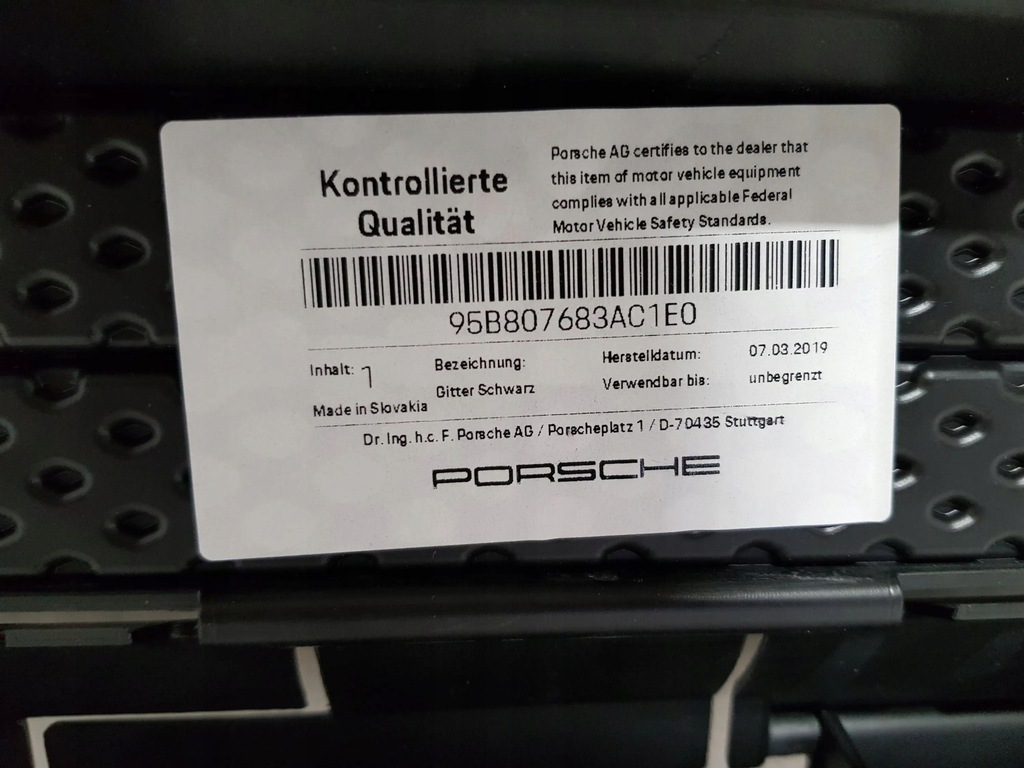 Kontrollierte
Qualität
Porsche AG certifies to the dealer that
this item of motor vehicle equipment
complies with all applicable Federal
Motor Vehicle Safety Standards.
95B807683AC1E0
Inhalt: 1
Bezeichnung:
Gitter Schwarz
Herstelldatum: 07.03.2019
Verwendbar bis: unbegrenzt
Made in Slovakia
Dr. Ing. h.c. F. Porsche AG / Porscheplatz 1 / D-70435 Stuttgart
PORSCHE